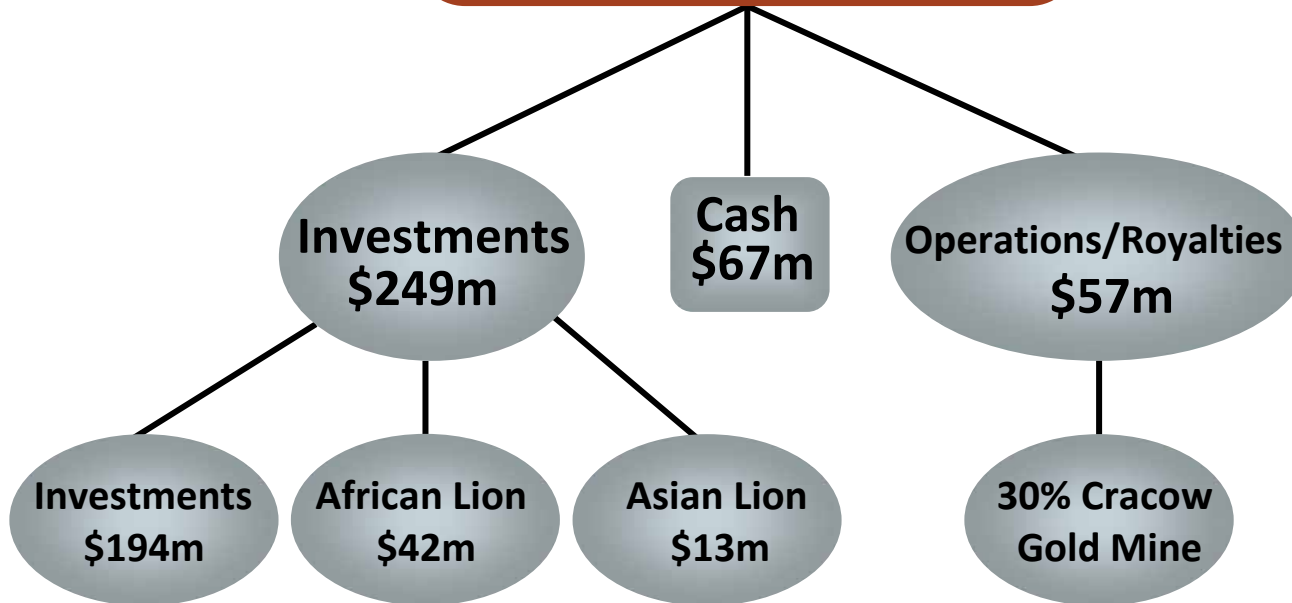 Investments
$249m
Cash
$67m
Operations/Royalties
$57m
Investments
$194m
African Lion
$42m
Asian Lion
$13m
30% Cracow
Gold Mine